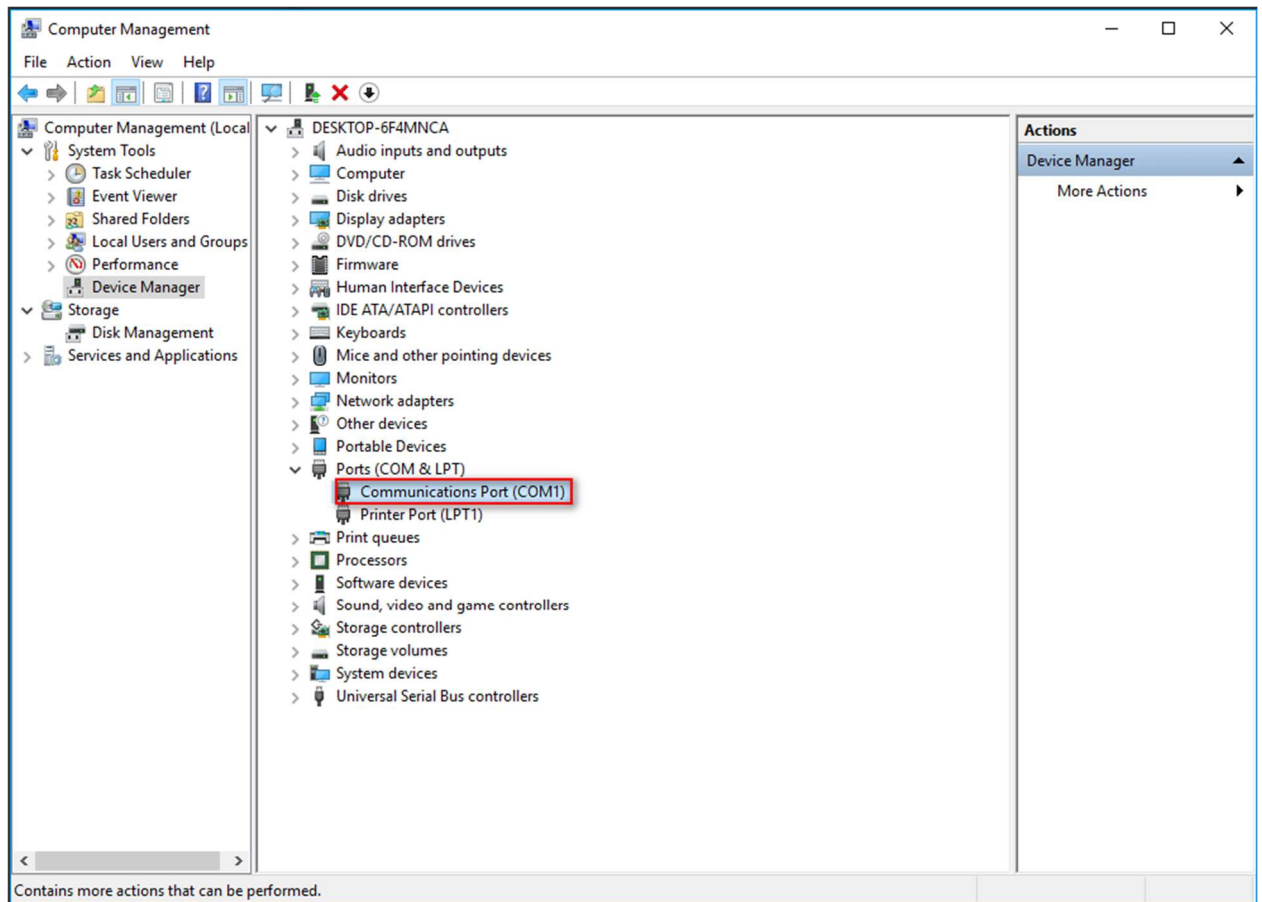 Computer Management
File Action View Help
Computer Management (Local
System Tools
Task Scheduler
Event Viewer
Shared Folders
Local Users and Groups
Performance
Device Manager
Storage
Disk Management
Services and Applications
DESKTOP-6F4MNCA
Audio inputs and outputs
Computer
Disk drives
Display adapters
DVD/CD-ROM drives
Firmware
Human Interface Devices
IDE ATA/ATAPI controllers
Keyboards
Mice and other pointing devices
Monitors
Network adapters
Other devices
Portable Devices
Ports (COM & LPT)
Communications Port (COM1)
Printer Port (LPT1)
Print queues
Processors
Software devices
Sound, video and game controllers
Storage controllers
Storage volumes
System devices
Universal Serial Bus controllers
Actions
Device Manager
More Actions
Contains more actions that can be performed.